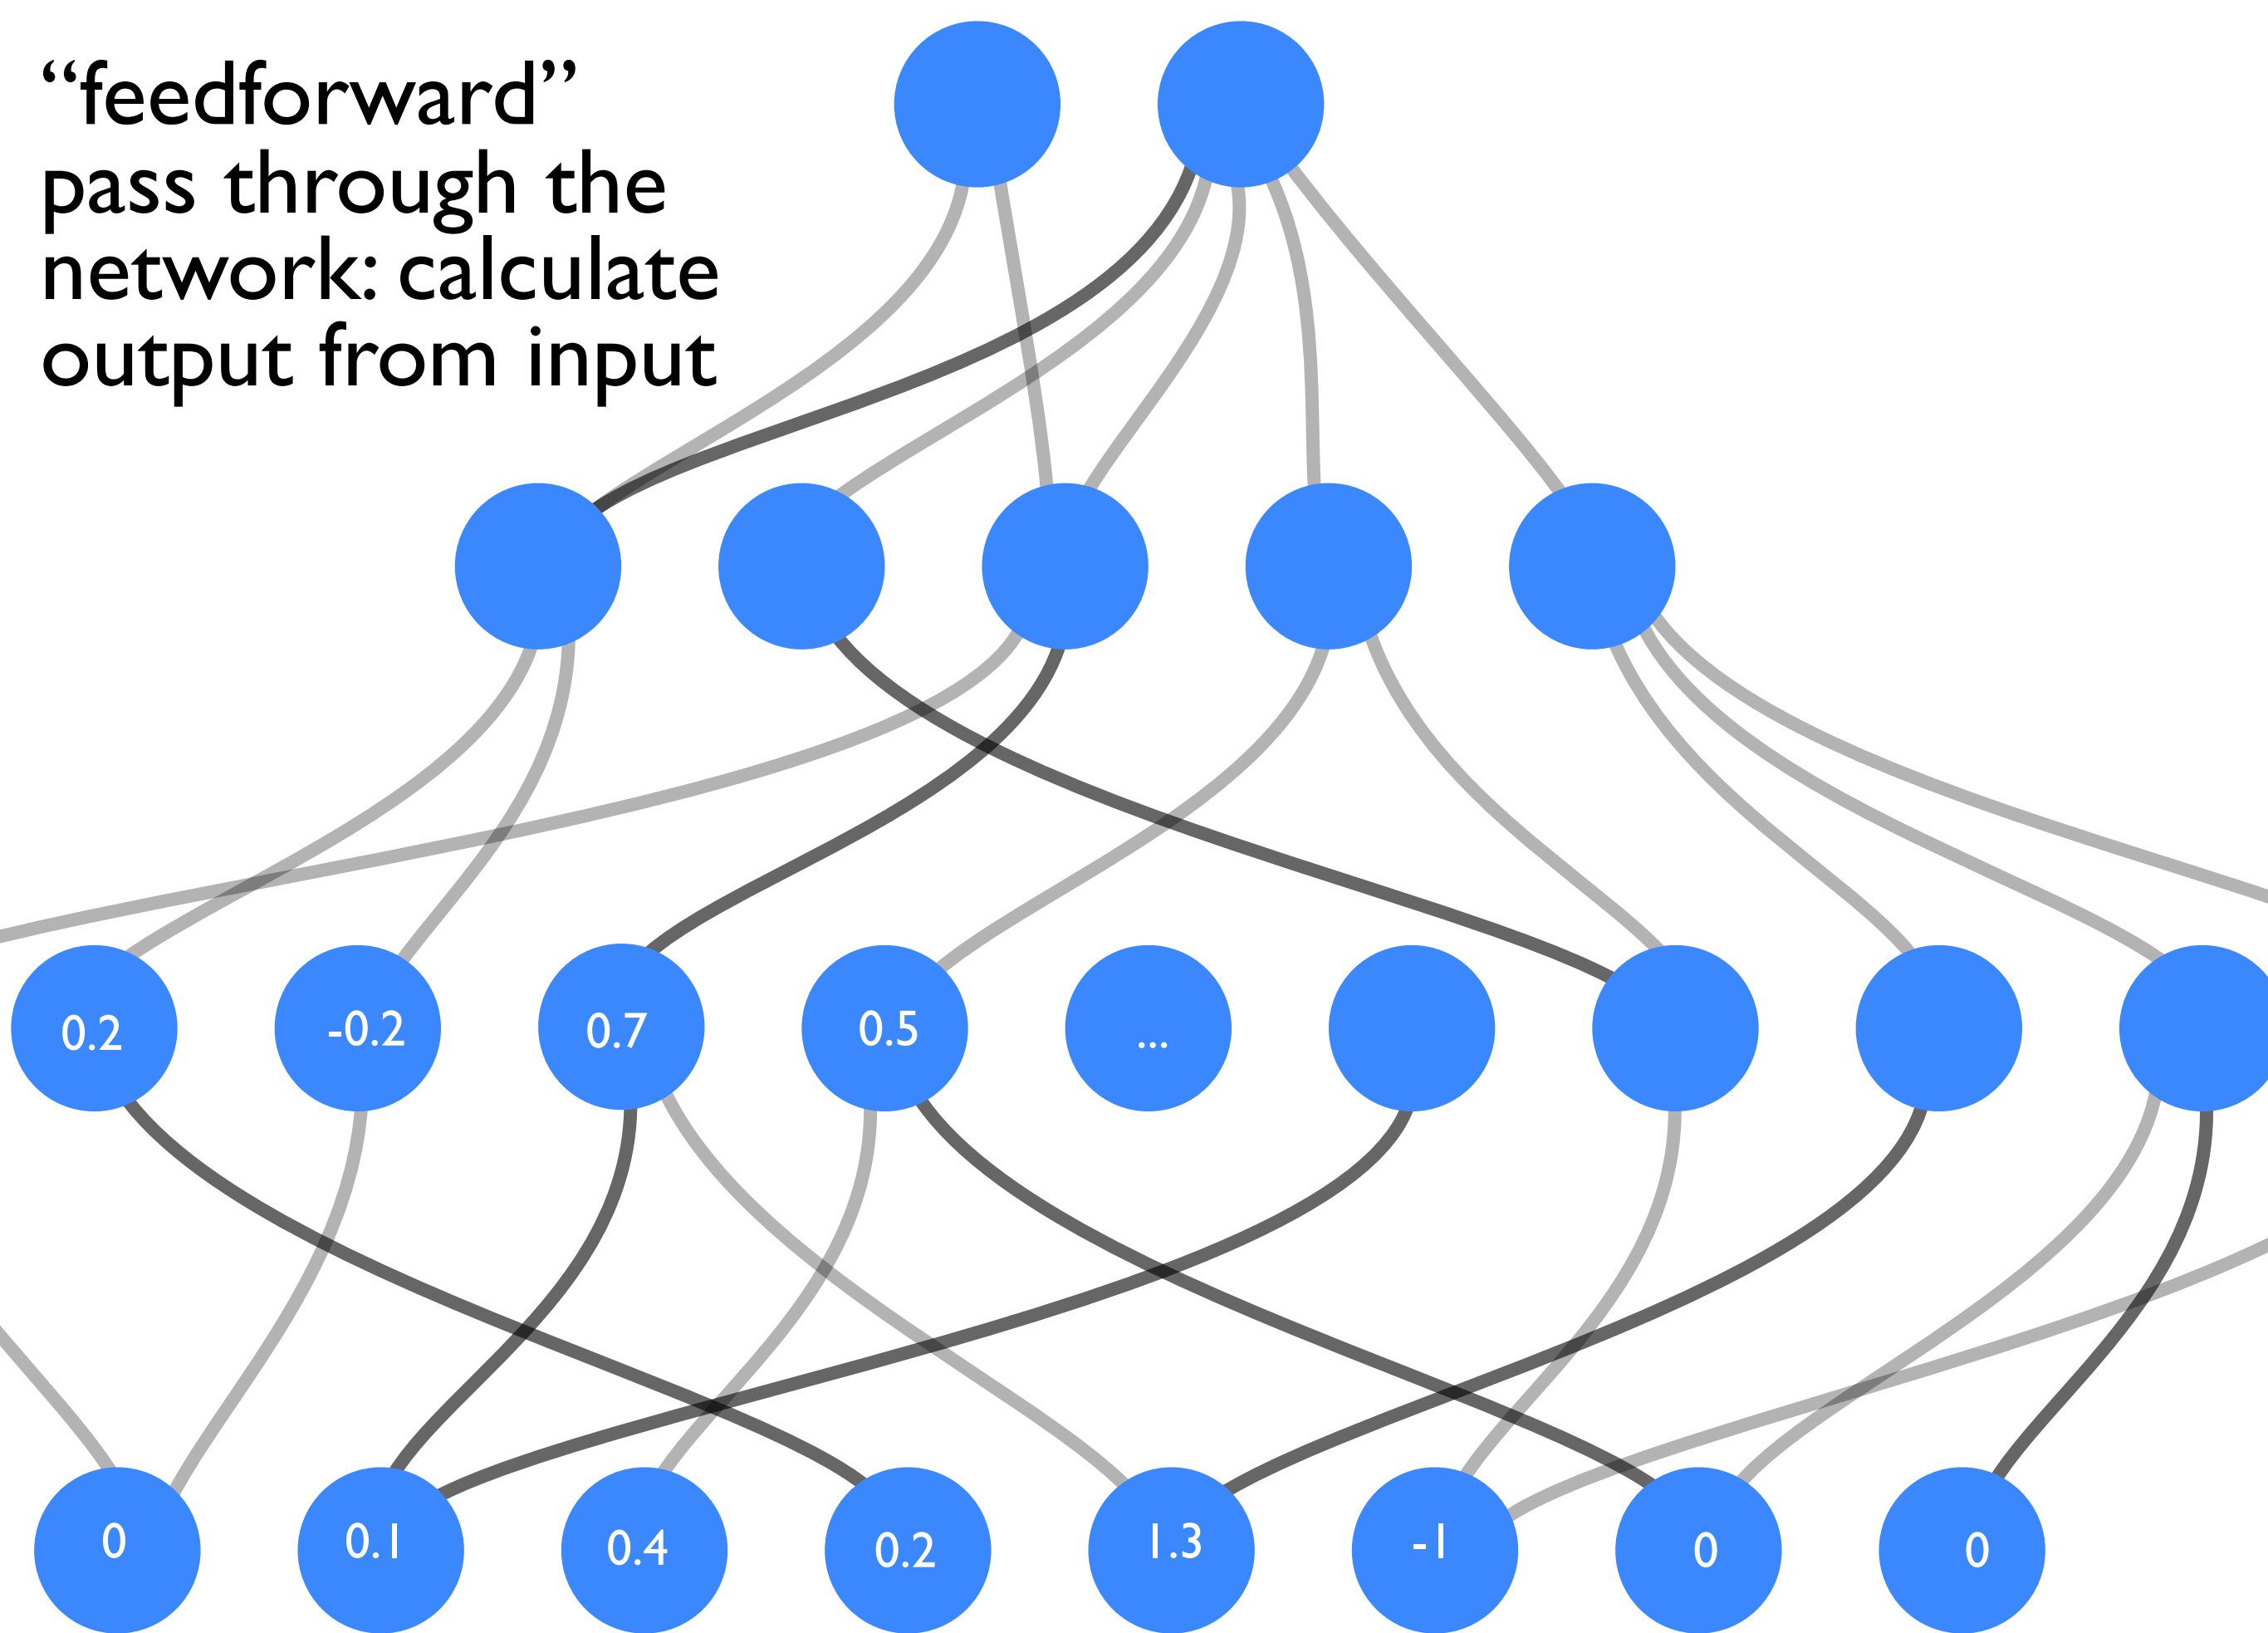 “feedforward”
pass through the
network: calculate
output from input
0.2 -0.2 0.7 0.5 ...
0 0.1 0.4 0.2 1.3 -1 0 0